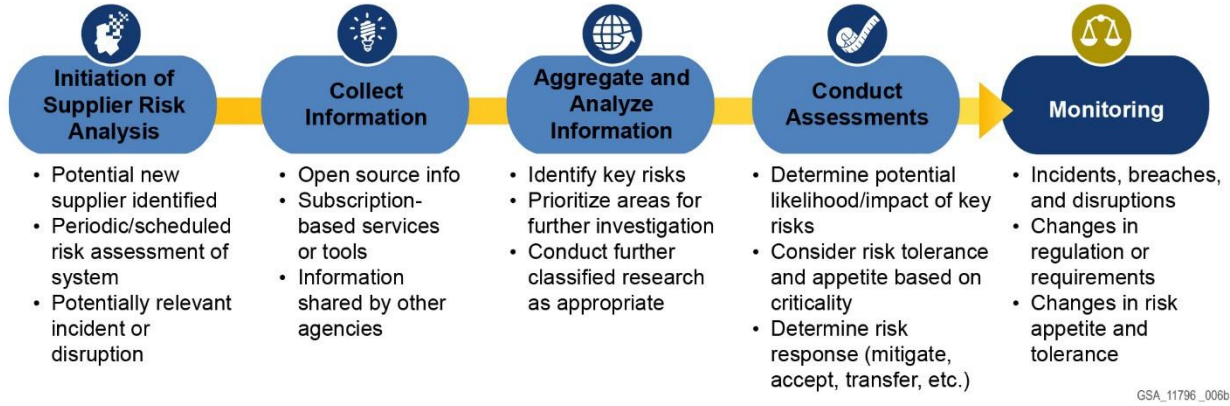 Initiation of
Supplier Risk
Analysis
• Potential new
supplier identified
• Periodic/scheduled
risk assessment of
system
• Potentially relevant
incident or
disruption
Collect
Information
• Open source info
• Subscription-
based services
or tools
• Information
shared by other
agencies
Aggregate and
Analyze
Information
• Identify key risks
• Prioritize areas for
further investigation
• Conduct further
classified research
as appropriate
Conduct
Assessments
• Determine potential
likelihood/impact of key
risks
• Consider risk tolerance
and appetite based on
criticality
• Determine risk
response (mitigate,
accept, transfer, etc.)
Monitoring
• Incidents, breaches,
and disruptions
• Changes in
regulation or
requirements
• Changes in risk
appetite and
tolerance
GSA_11796 _006b